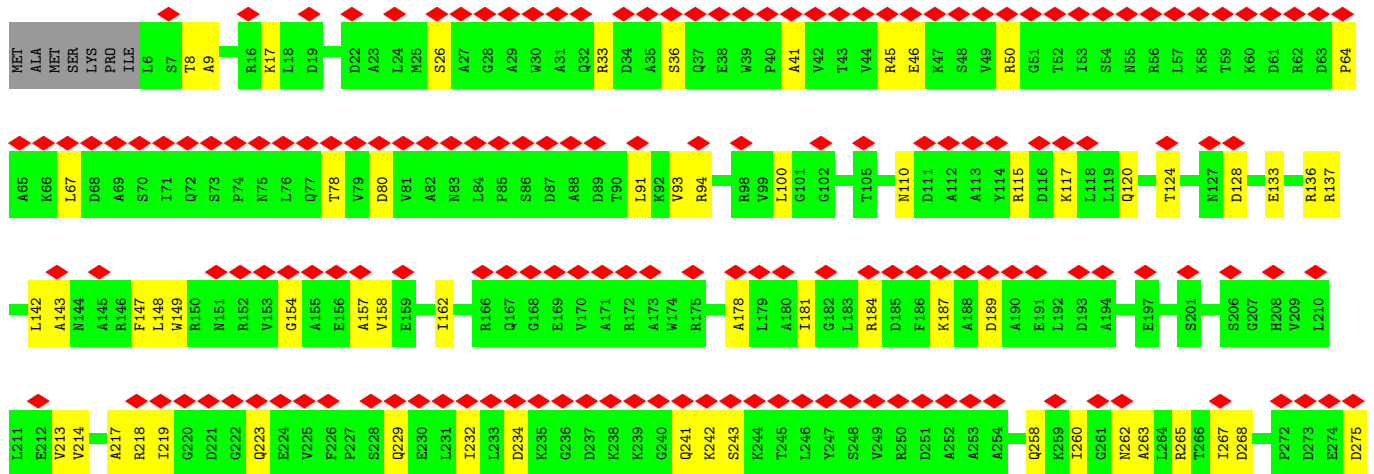 MET ALA MET SER LYS PRO ILE L6 S7 T8 A9 R16 K17 L18 D19 D22 A23 L24 M25 S26 A27 G28 A29 W30 A31 Q32 R33 D34 A35 S36 Q37 E38 W39 P40 A41 V42 T43 V44 R45 E46 K47 S48 V49 R50 G51 T52 I53 S54 N55 R56 L57 K58 T59 K60 D61 R62 D63 P64
A65 K66 L67 D68 A69 S70 I71 Q72 S73 P74 N75 L76 Q77 T78 V79 D80 V81 A82 N83 L84 P85 S86 D87 A88 D89 T90 L91 K92 V93 R94 R98 V99 L100 G101 G102 T105 N110 D111 A112 A113 Y114 R115 D116 K117 L118 L119 Q120 T124 N127 D128 E133 R136 R137
L142 A143 N144 A145 R146 F147 L148 W149 R150 N151 R152 V153 G154 A155 E156 A157 V158 E159 I162 R166 Q167 G168 E169 V170 A171 R172 A173 W174 R175 A178 L179 A180 I181 G182 L183 R184 D185 F186 K187 A188 D189 A190 E191 L192 D193 A194 E197 S201 S206 G207 H208 V209 L210
L211 E212 V213 V214 A217 R218 I219 G220 D221 G222 Q223 E224 V225 F226 P227 S228 Q229 E230 L231 I232 L233 D234 K235 G236 D237 K238 K239 G240 Q241 K242 S243 K244 T245 L246 Y247 S248 V249 R250 D251 A252 A253 A254 Q258 K259 I260 G261 N262 A263 L264 R265 T266 I267 D268 P272 D273 E274 D275